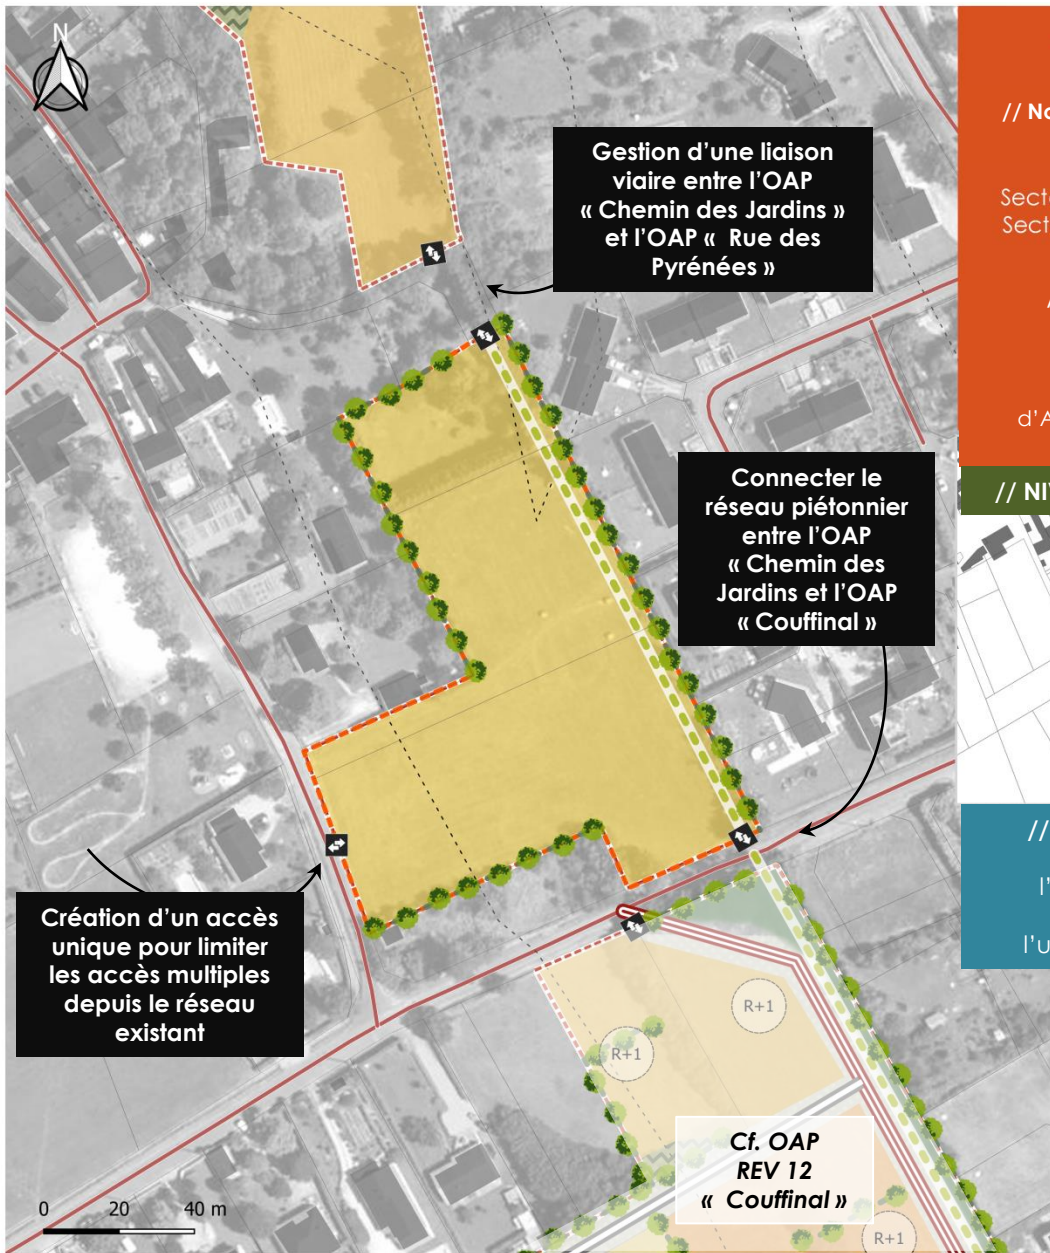 N
Gestion d’une liaison
viaire entre l’OAP
« Chemin des Jardins »
et l’OAP « Rue des
Pyrénées »
Connecter le
réseau piétonnier
entre l’OAP
« Chemin des
Jardins et l’OAP
« Couffinal »
Création d’un accès
unique pour limiter
les accès multiples
depuis le réseau
existant
R+1
R+1
Cf. OAP
REV 12
« Couffinal »
R+1
0 20 40 m
//
//
//